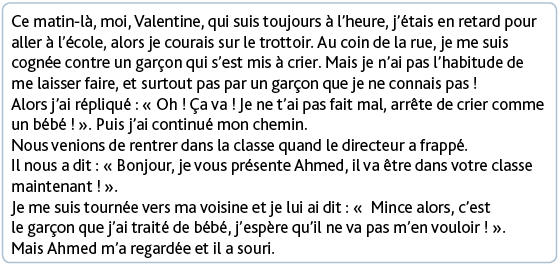 Ce matin-là, moi, Valentine, qui suis toujours à l’heure, j’étais en retard pour
aller à l’école, alors je courais sur le trottoir. Au coin de la rue, je me suis
cognée contre un garçon qui s’est mis à crier. Mais je n’ai pas l’habitude de
me laisser faire, et surtout pas par un garçon que je ne connais pas !
Alors j’ai répliqué : « Oh ! Ça va ! Je ne t’ai pas fait mal, arrête de crier comme
un bébé ! ». Puis j’ai continué mon chemin.
Nous venions de rentrer dans la classe quand le directeur a frappé.
Il nous a dit : « Bonjour, je vous présente Ahmed, il va être dans votre classe
maintenant ! ».
Je me suis tournée vers ma voisine et je lui ai dit : «  Mince alors, c’est
le garçon que j’ai traité de bébé, j’espère qu’il ne va pas m’en vouloir ! ».
Mais Ahmed m’a regardée et il a souri.